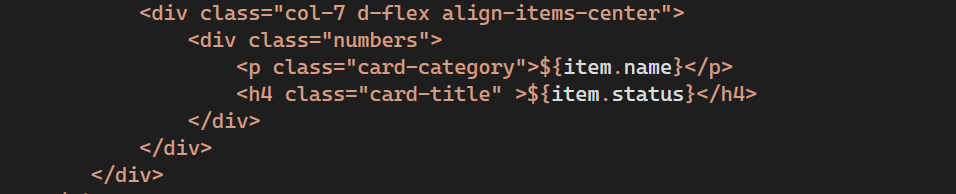 <div class="col-7 d-flex align-items-center">
<div class="numbers">
<p class="card-category">${item.name}</p>
<h4 class="card-title" >${item.status}</h4>
</div>
</div>
</div>